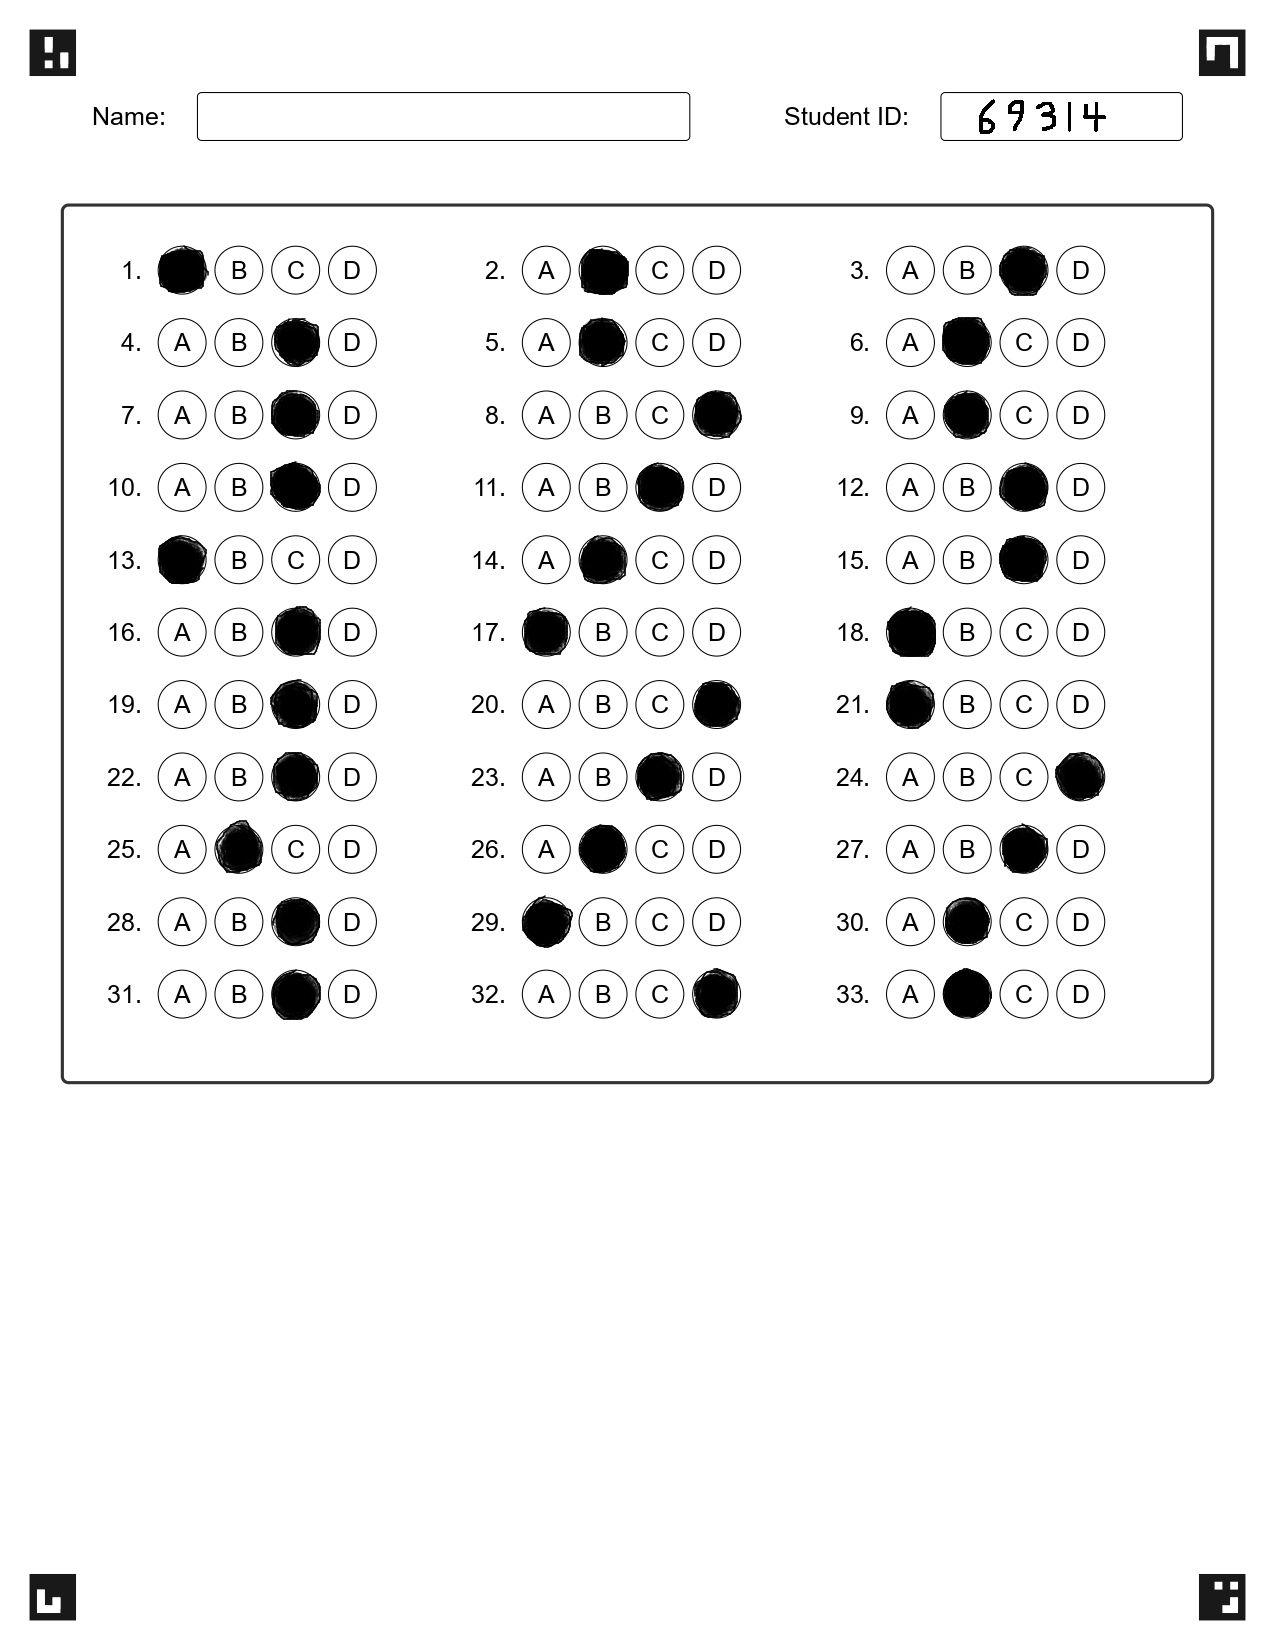 Name: Student ID: 69314
1. B C D 2. A C D 3. A B D
4. A B D 5. A C D 6. A C D
7. A B D 8. A B C 9. A C D
10. A B D 11. A B D 12. A B D
13. B C D 14. A C D 15. A B D
16. A B D 17. B C D 18. B C D
19. A B D 20. A B C 21. B C D
22. A B D 23. A B D 24. A B C
25. A C D 26. A C D 27. A B D
28. A B D 29. B C D 30. A C D
31. A B D 32. A B C 33. A C D